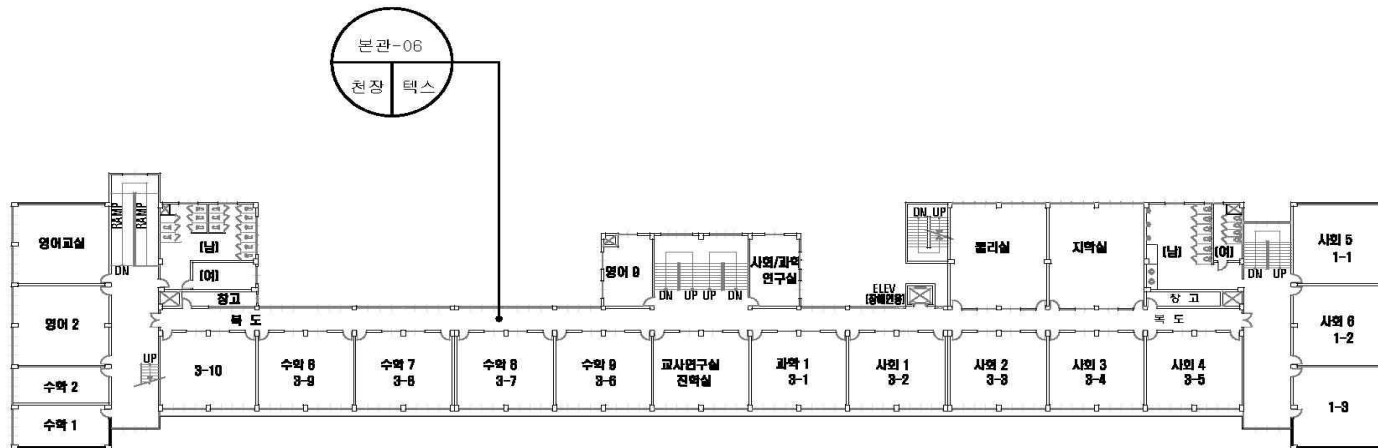 본관-06
천장 텍스
RAMP RAMP
DN
영어교실
영어 2
수학 2
수학 1
UP
(남)
(여)
창고
복 도
영어 9
DN UP UP DN
사회/과학
연구실
DN UP
ELEV
(장애인용)
물리실
지학실
(남)
(여)
창 고
복 도
DN UP
사회 5
1-1
사회 6
1-2
1-3
3-10
수학 6
3-9
수학 7
3-8
수학 8
3-7
수학 9
3-6
교사연구실
진학실
과학 1
3-1
사회 1
3-2
사회 2
3-3
사회 3
3-4
사회 4
3-5